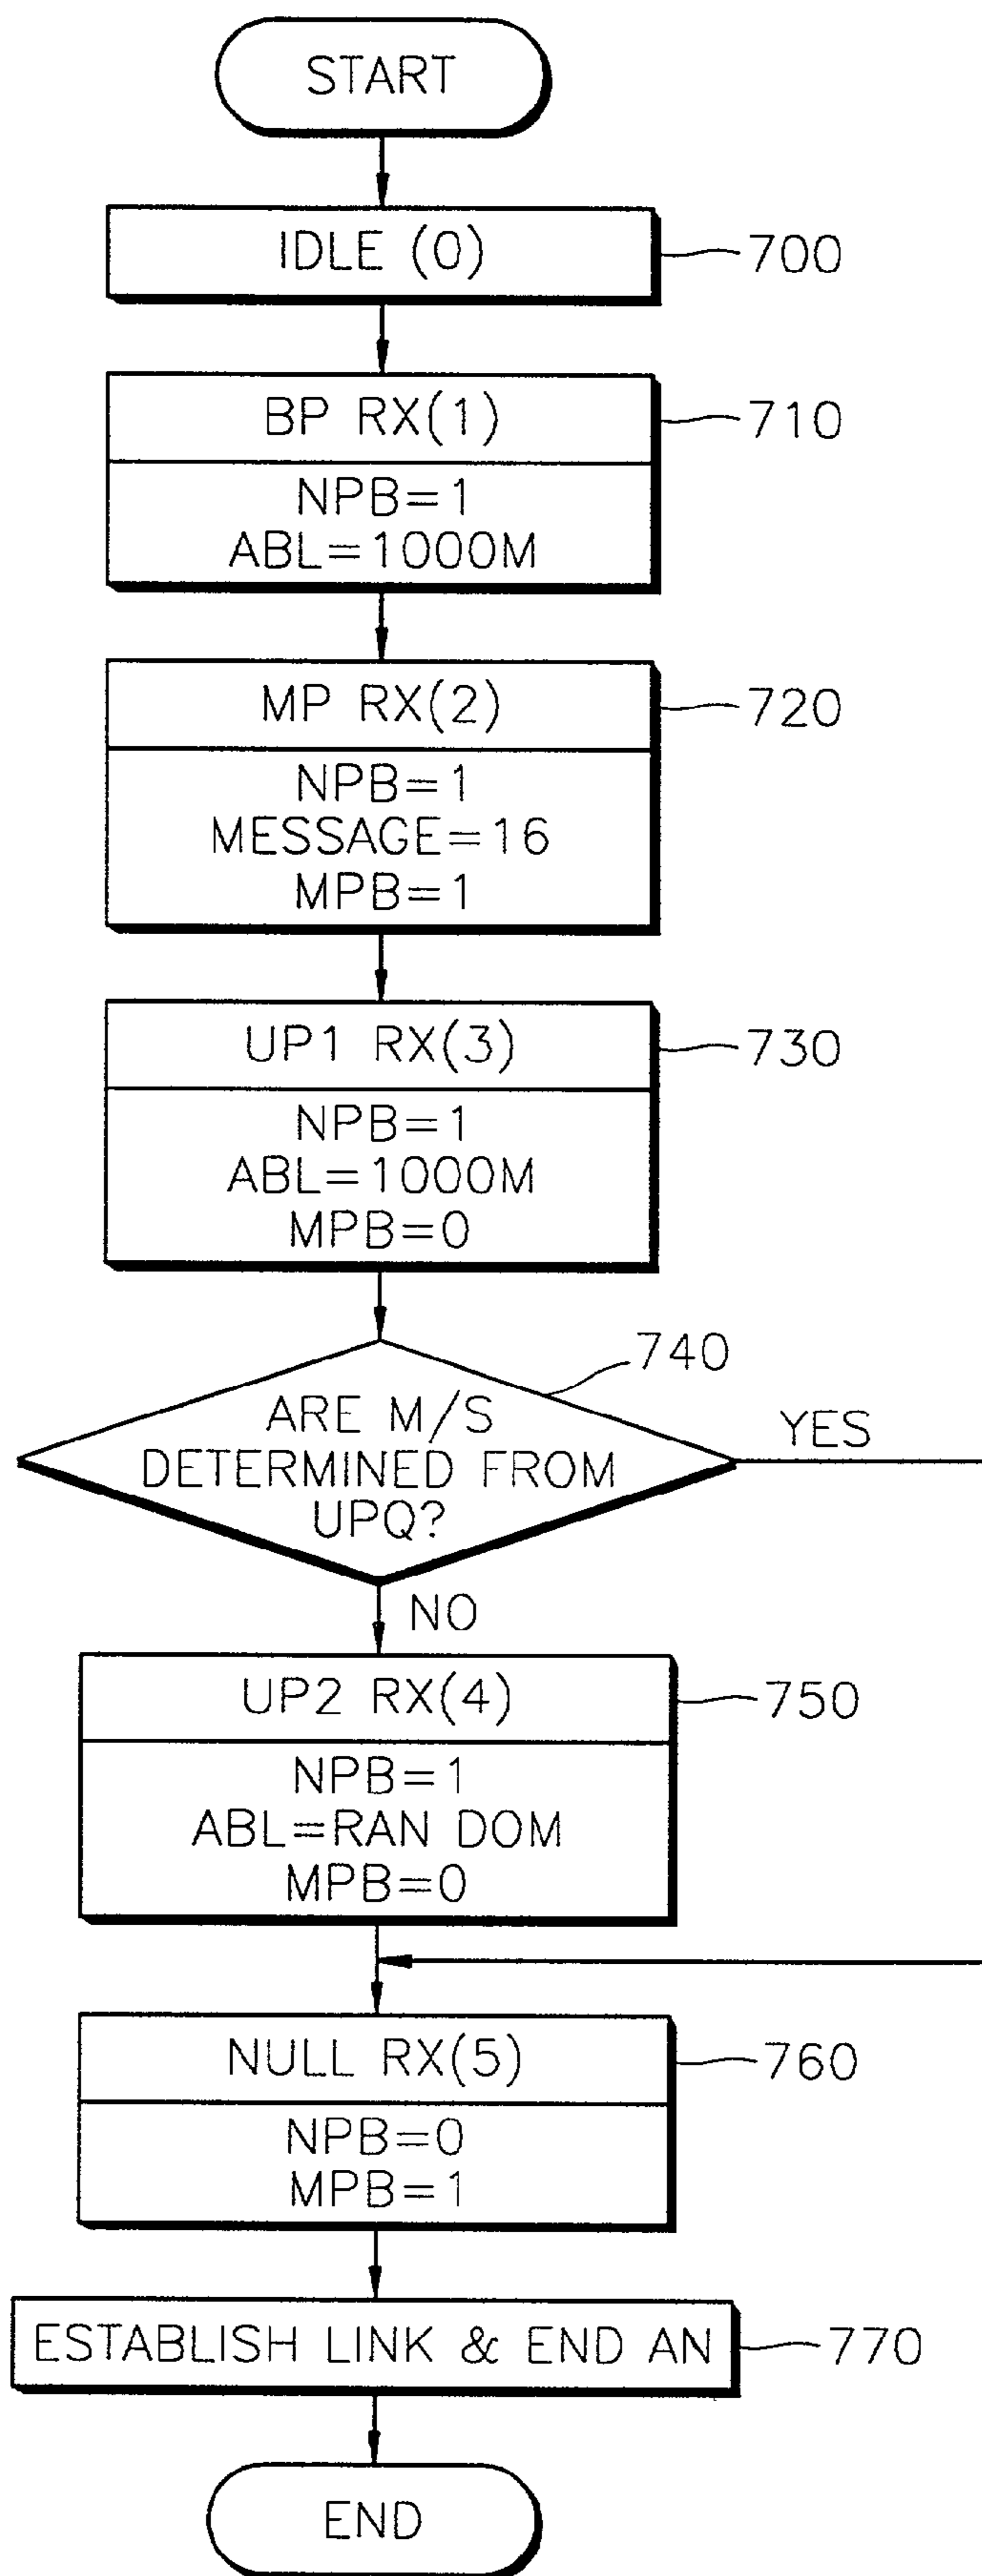 START
IDLE (0)
700
BP RX(1)
710
NPB=1
ABL=1000M
MP RX(2)
720
NPB=1
MESSAGE=16
MPB=1
UP1 RX(3)
730
NPB=1
ABL=1000M
MPB=0
740
ARE M/S
DETERMINED FROM
UPQ?
YES
NO
UP2 RX(4)
750
NPB=1
ABL=RAN DOM
MPB=0
NULL RX(5)
760
NPB=0
MPB=1
ESTABLISH LINK & END AN
770
END